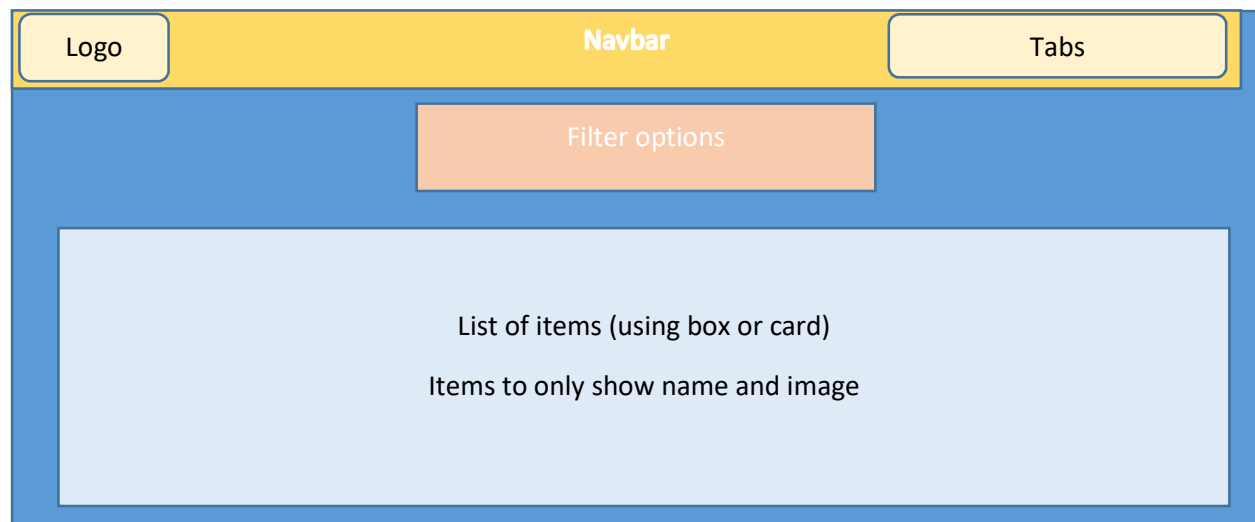 Logo
Navbar
Tabs
Filter options
List of items (using box or card)
Items to only show name and image